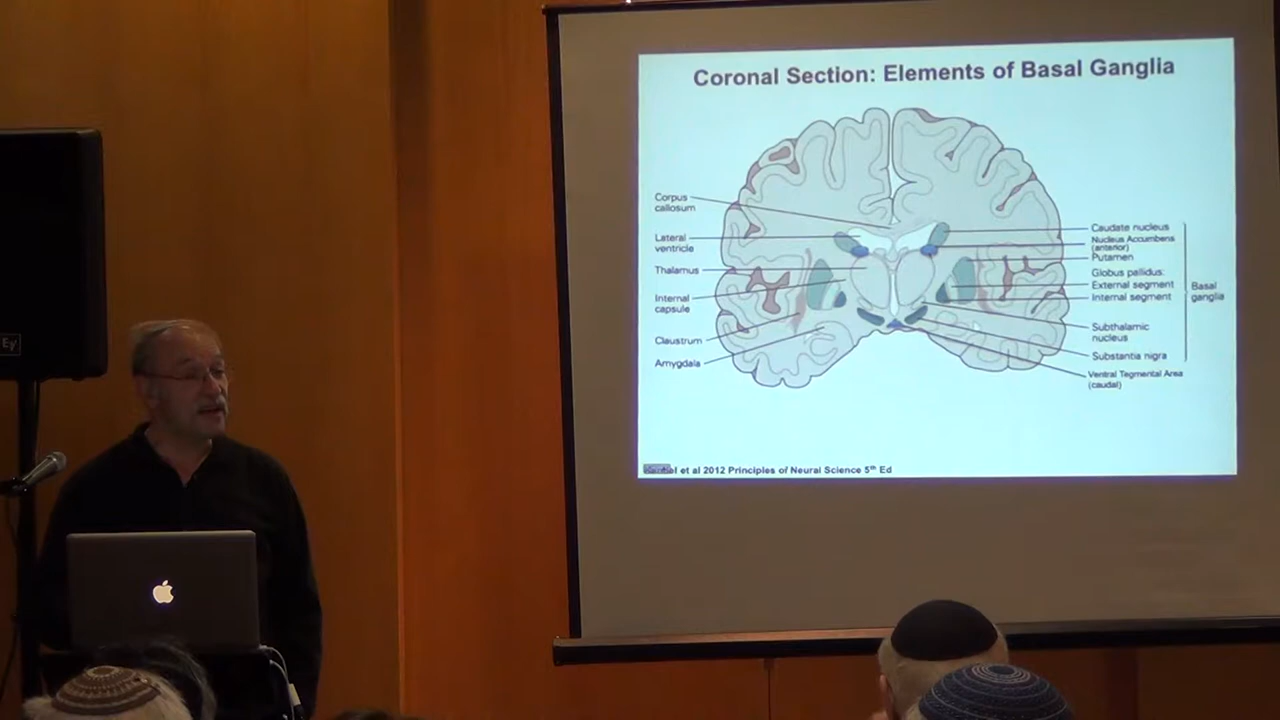 Coronal Section: Elements of Basal Ganglia
Corpus
callosum
Lateral
ventricle
Thalamus
Internal
capsule
Claustrum
Amygdala
Caudate nucleus
Nucleus Accumbens
(anterior)
Putamen
Globus pallidus:
External segment
Internal segment
Subthalamic
nucleus
Substantia nigra
Ventral Tegmental Area
(caudal)
Basal
ganglia
et al 2012 Principles of Neural Science 5th Ed